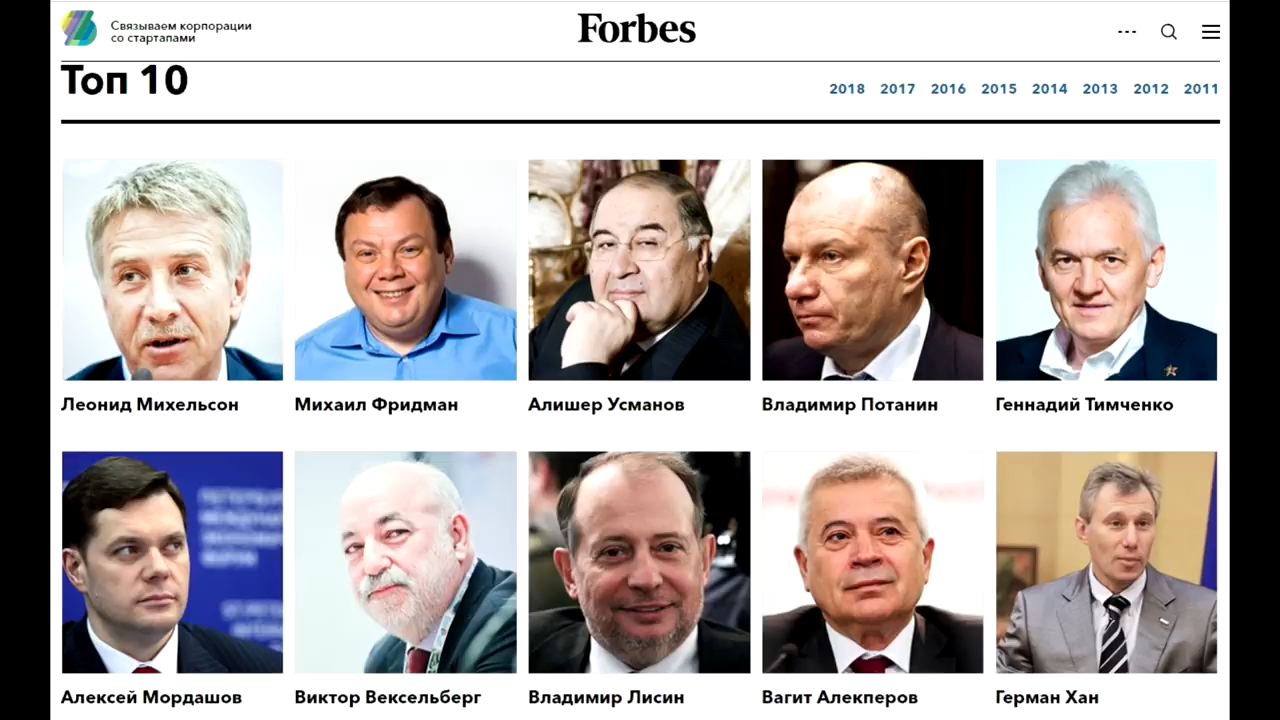 Связываем корпорации
со стартапами
Forbes
Топ 10
2018 2017 2016 2015 2014 2013 2012 2011
Леонид Михельсон
Михаил Фридман
Алишер Усманов
Владимир Потанин
Геннадий Тимченко
Алексей Мордашов
Виктор Вексельберг
Владимир Лисин
Вагит Алекперов
Герман Хан